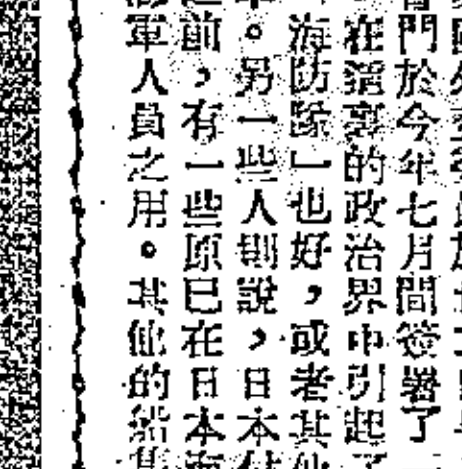 門於今年七月間簽署了一
在這裏的政治界中引起了
海防隊」也好，或者其他
。另一些人則說，日本
前，有一些原已在日本海
軍人員之用。其他的船隻